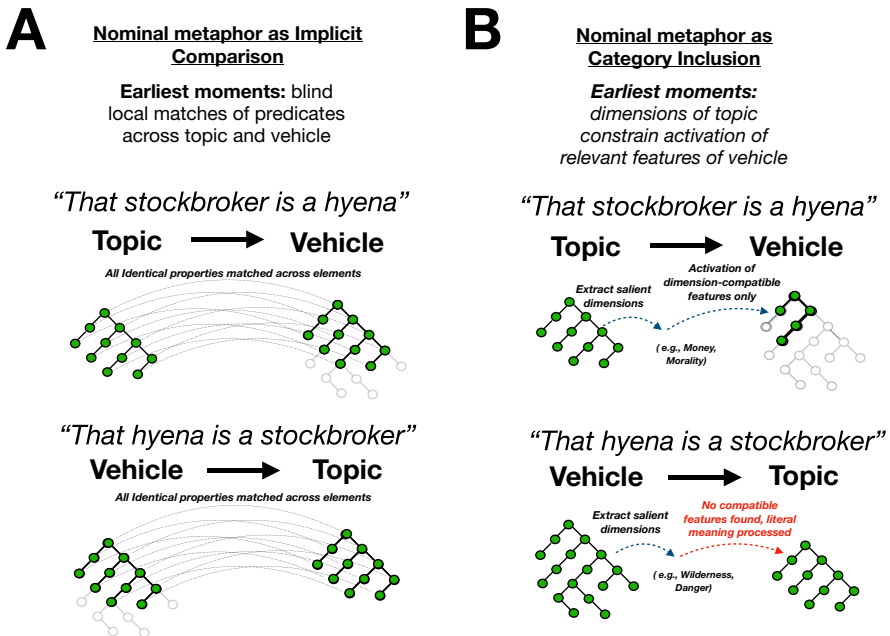 A
Nominal metaphor as Implicit
Comparison
Earliest moments: blind
local matches of predicates
across topic and vehicle
“That stockbroker is a hyena”
Topic
Vehicle
All Identical properties matched across elements
“That hyena is a stockbroker”
Vehicle
Topic
All Identical properties matched across elements
B
Nominal metaphor as
Category Inclusion
Earliest moments:
dimensions of topic
constrain activation of
relevant features of vehicle
“That stockbroker is a hyena”
Topic
Vehicle
Extract salient
dimensions
Activation of
dimension-compatible
features only
( e.g., Money,
Morality)
“That hyena is a stockbroker”
Vehicle
Topic
Extract salient
dimensions
No compatible
features found, literal
meaning processed
( e.g., Wilderness,
Danger)